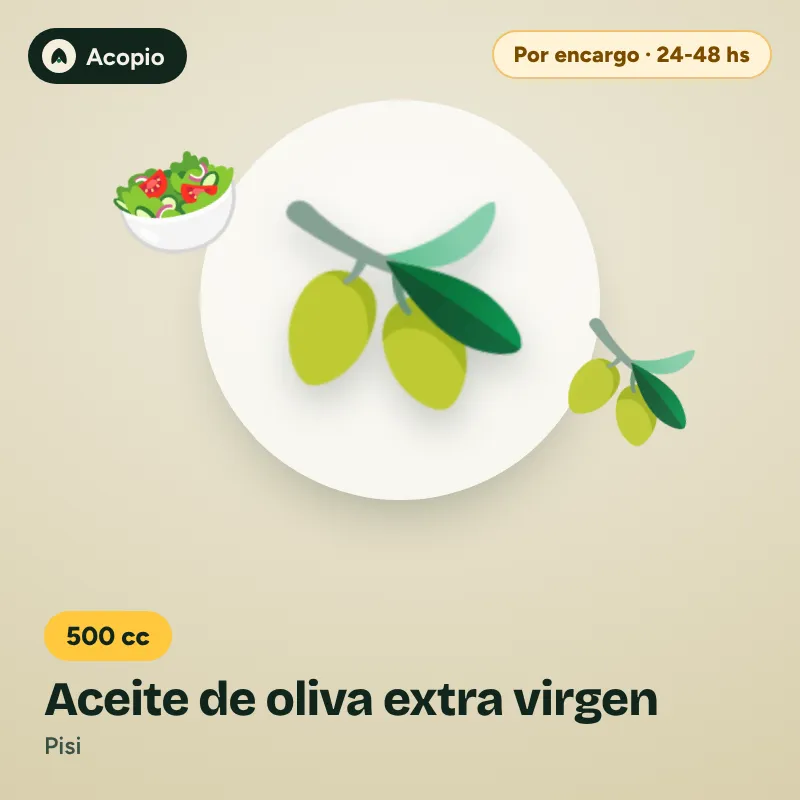 Acopio
Por encargo · 24-48 hs
500 cc
Aceite de oliva extra virgen
Pisi